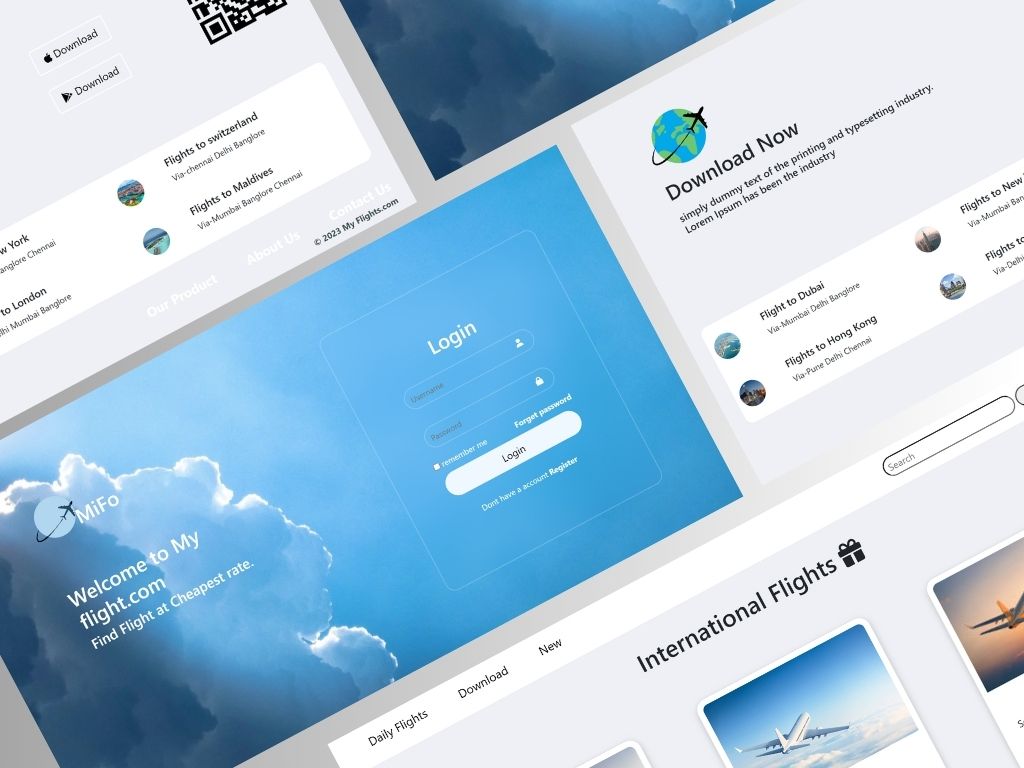 Download
Download
Flights to switzerland
Via-chennai Delhi Banglore
Flights to Maldives
Via-Mumbai Banglore Chennai
York
Chennai
to London
Mumbai Banglore
Our Product
About Us
Contact Us
© 2023 My Flights.com
Download Now
simply dummy text of the printing and typesetting industry.
Lorem Ipsum has been the industry
Flight to Dubai
Via-Mumbai Delhi Banglore
Flights to Hong Kong
Via-Pune Delhi Chennai
Flights to New
Via-Mumbai
Flights to
MiFo
Welcome to My
flight.com
Find Flight at Cheapest rate.
Login
Username
Password
remember me
Forget password
Login
Dont have a account Register
Search
Daily Flights
Download
New
International Flights